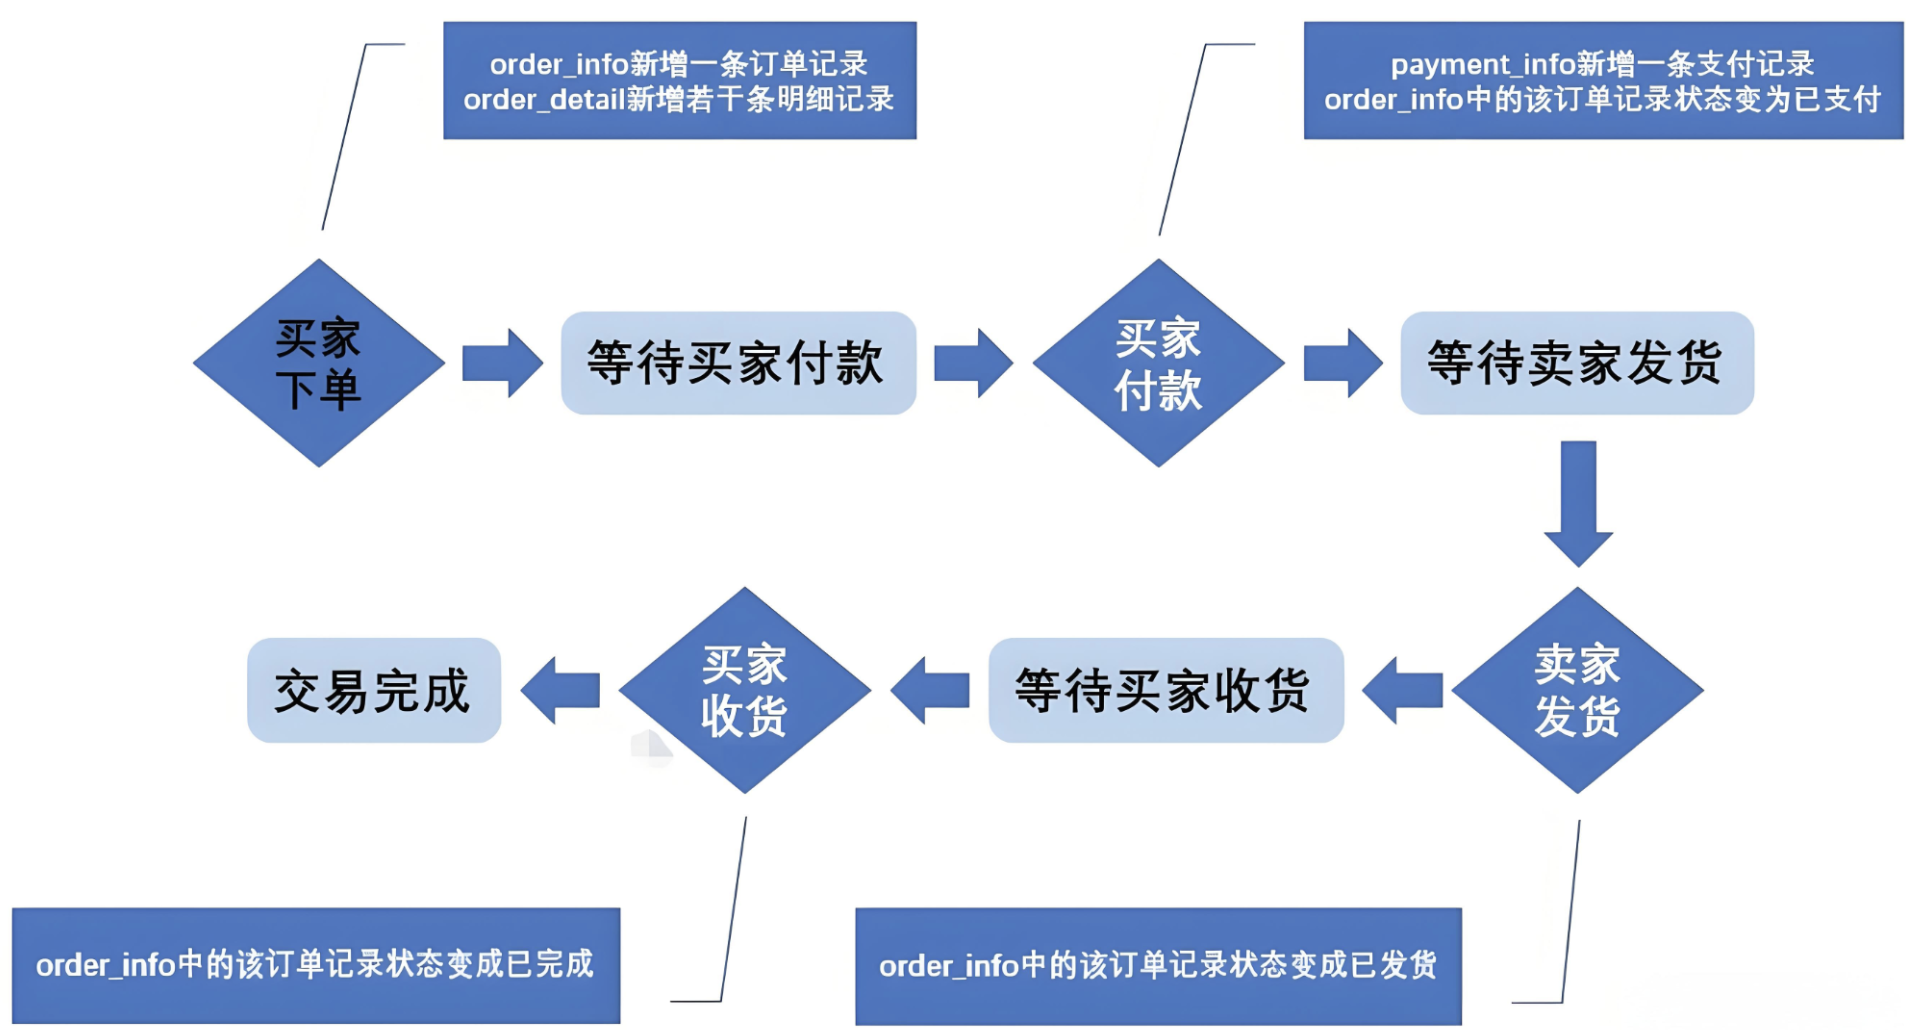 order_info新增一条订单记录
order_detail新增若干条明细记录
payment_info新增一条支付记录
order_info中的该订单记录状态变为已支付
买家
下单
等待买家付款
买家
付款
等待卖家发货
交易完成
买家
收货
等待买家收货
卖家
发货
order_info中的该订单记录状态变成已完成
order_info中的该订单记录状态变成已发货